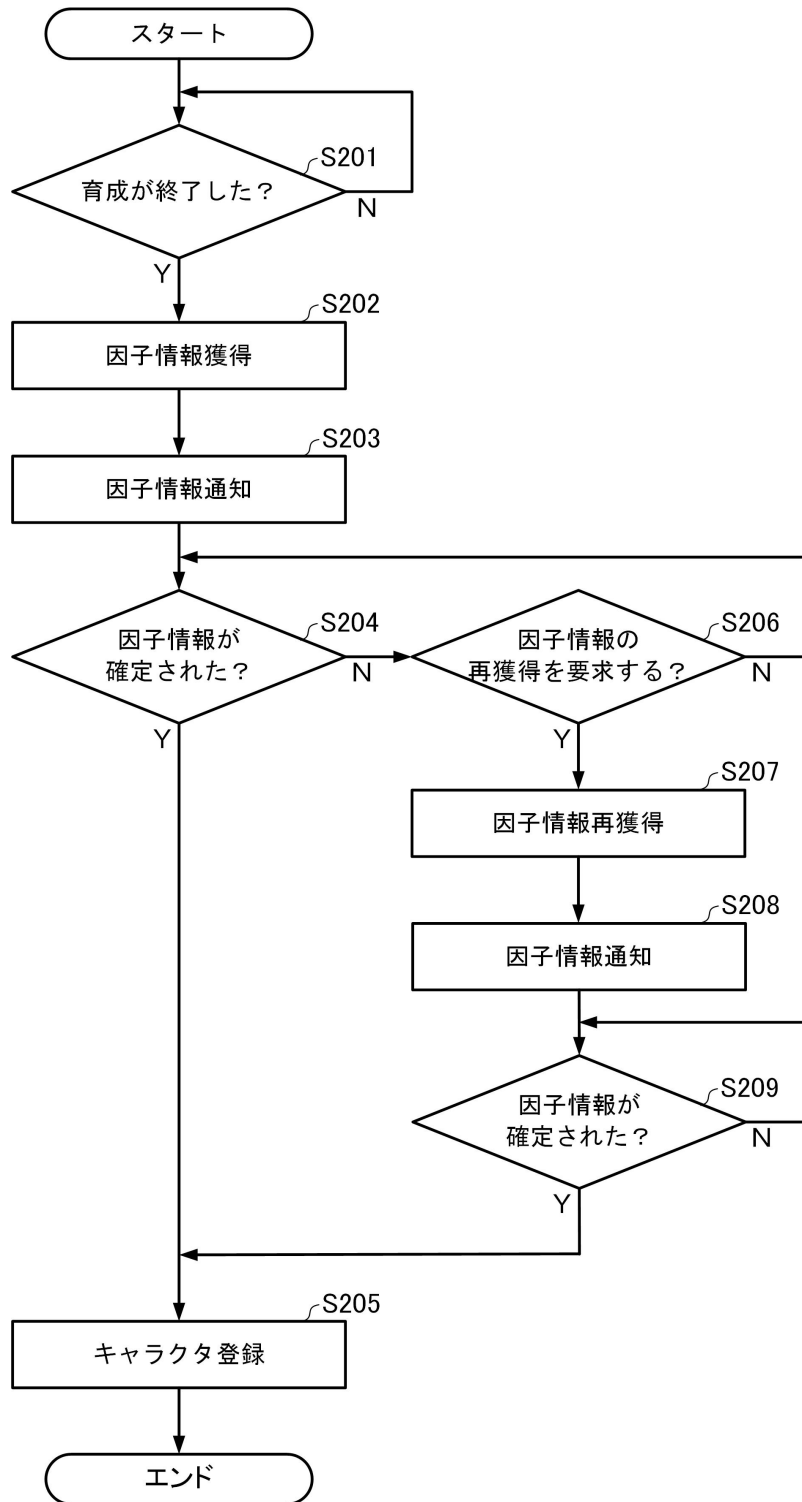 スタート
S201
育成が終了した？
N
Y
S202
因子情報獲得
S203
因子情報通知
S204
因子情報が
確定された？
N
Y
S206
因子情報の
再獲得を要求する？
N
Y
S207
因子情報再獲得
S208
因子情報通知
S209
因子情報が
確定された？
N
Y
S205
キャラクタ登録
エンド